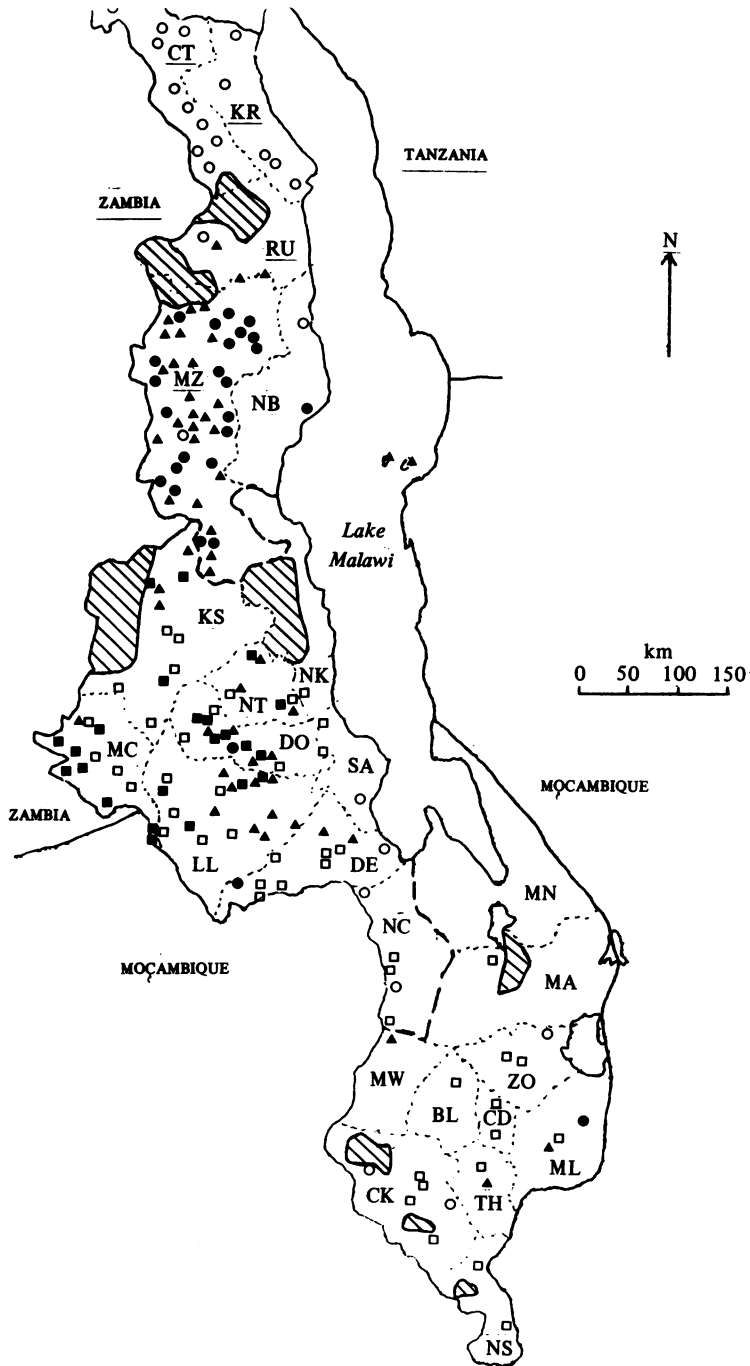 CT
KR
TANZANIA
ZAMBIA
RU
N
MZ
NB
Lake
Malawi
KS
km
0 50 100 150
NK
NT
MC
DO
SA
MOÇAMBIQUE
ZAMBIA
LL
DE
MN
NC
MOÇAMBIQUE
MA
MW
ZO
BL
CD
ML
CK
TH
NS